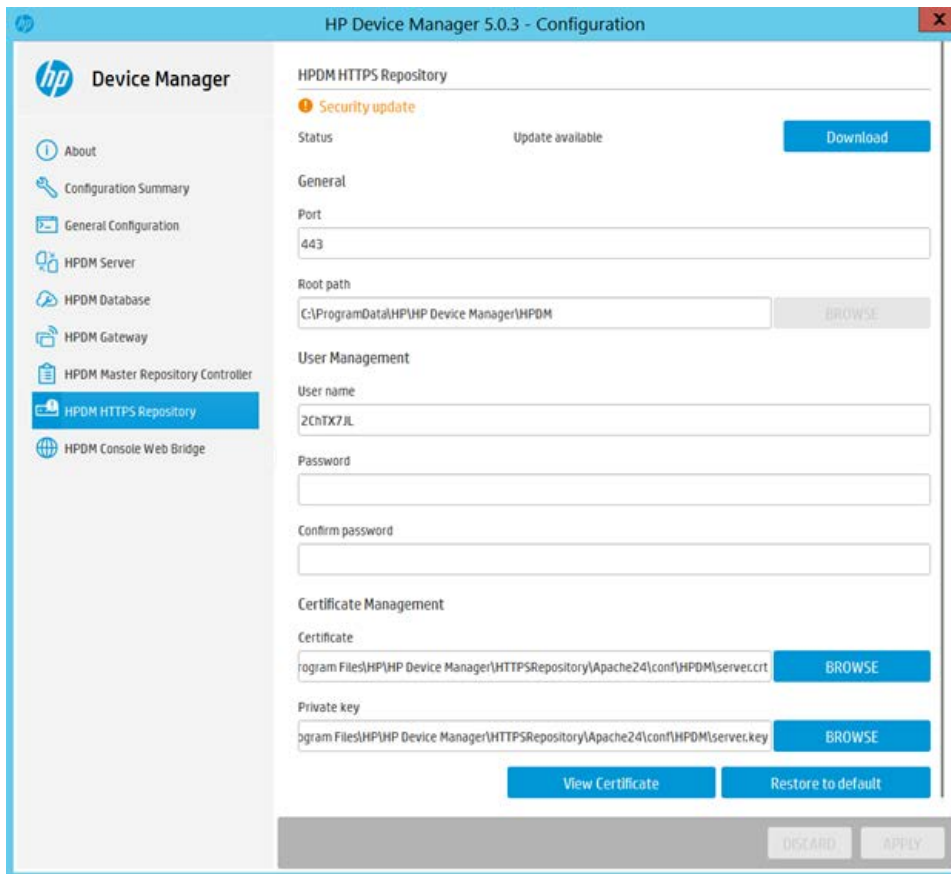 HP Device Manager 5.0.3 - Configuration
X
hp
Device Manager
About
Configuration Summary
General Configuration
HPDM Server
HPDM Database
HPDM Gateway
HPDM Master Repository Controller
HPDM HTTPS Repository
HPDM Console Web Bridge
HPDM HTTPS Repository
Security update
Status Update available Download
General
Port
443
Root path
C:\ProgramData\HP\HP Device Manager\HPDM BROWSE
User Management
User name
2ChTX7JL
Password
Confirm password
Certificate Management
Certificate
rogram Files\HP\HP Device Manager\HTTPSRepository\Apache24\conf\HPDM\server.crt BROWSE
Private key
ogram Files\HP\HP Device Manager\HTTPSRepository\Apache24\conf\HPDM\server.key BROWSE
View Certificate Restore to default
DISCARD APPLY